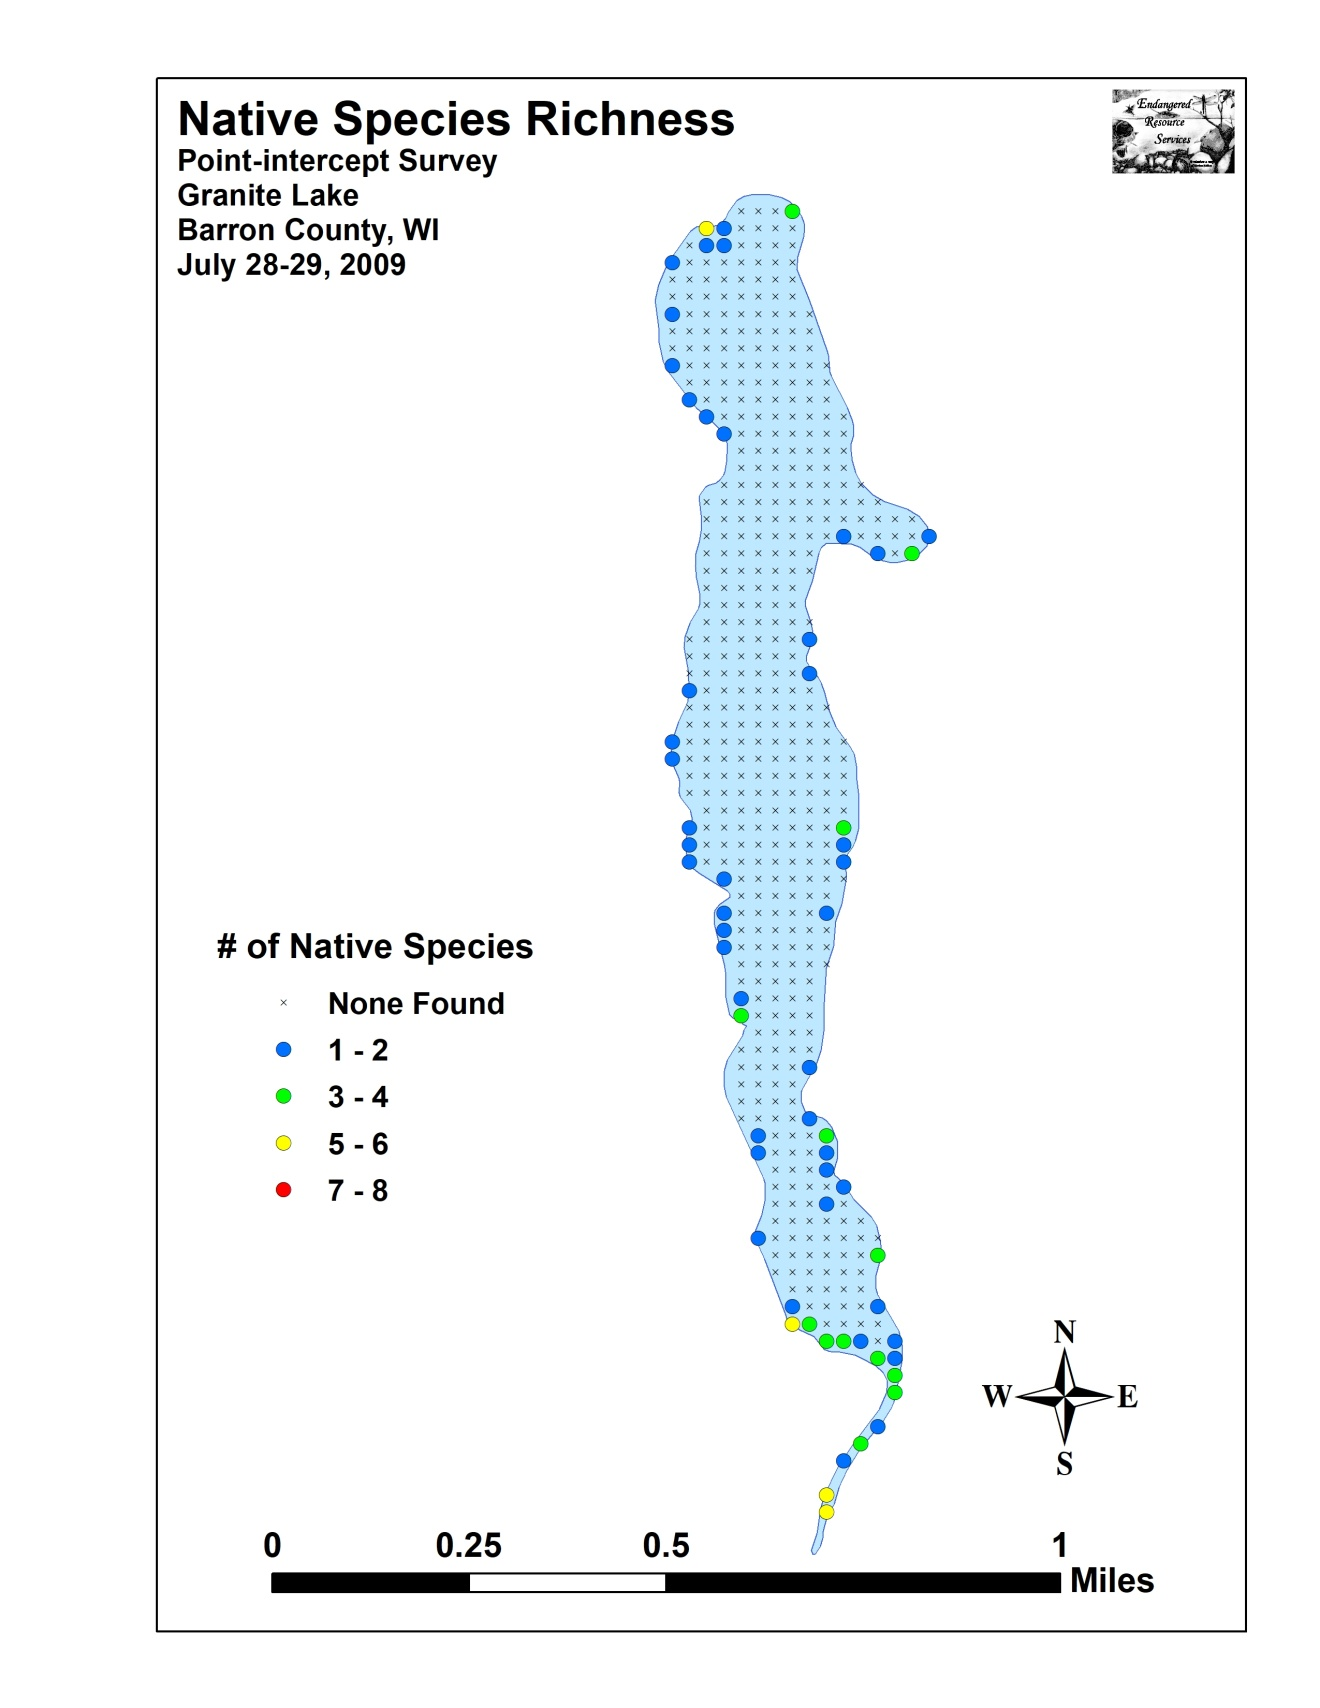 Native Species Richness
Point-intercept Survey
Granite Lake
Barron County, WI
July 28-29, 2009
Endangered
Resource
Services
# of Native Species
None Found
1 - 2
3 - 4
5 - 6
7 - 8
N
W E
S
0 0.25 0.5 1
Miles